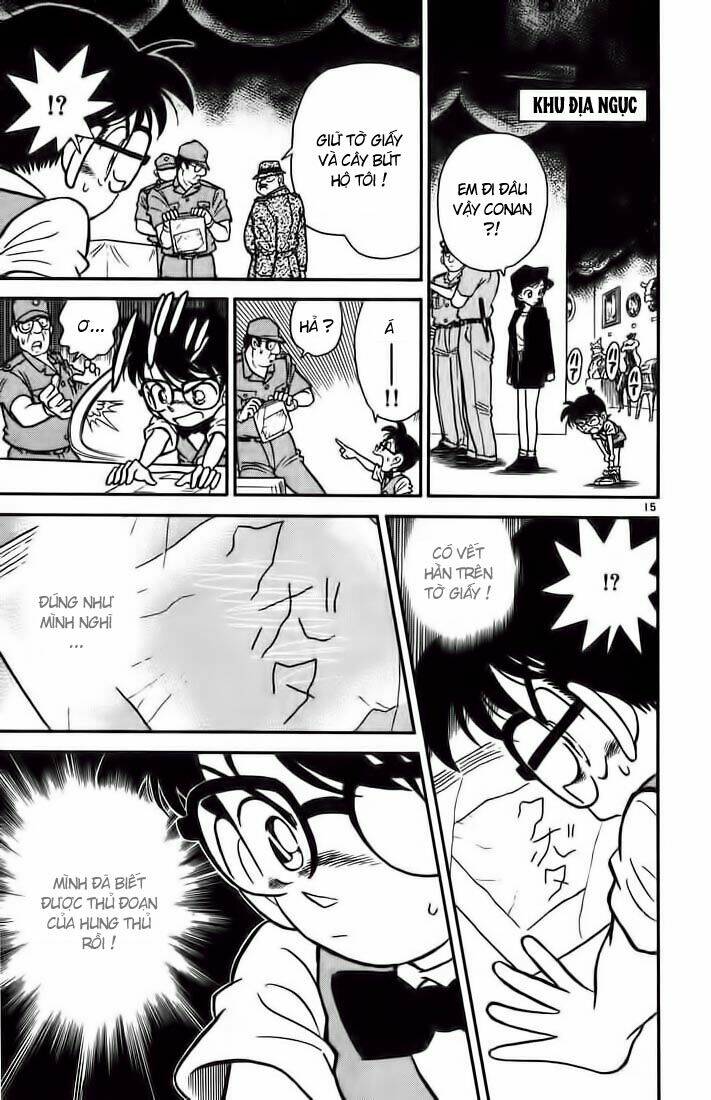 KHU ĐỊA NGỤC
EM ĐI ĐÂU
VẬY CONAN
?!
GIỮ TỜ GIẤY
VÀ CÂY BÚT
HỘ TÔI !
!?
Á
!!
HẢ ?
Ơ...
15
!?
CÓ VẾT
HẰN TRÊN
TỜ GIẤY !
ĐÚNG NHƯ
MÌNH NGHĨ
...
MÌNH ĐÃ BIẾT
ĐƯỢC THỦ ĐOẠN
CỦA HUNG THỦ
RỒI !